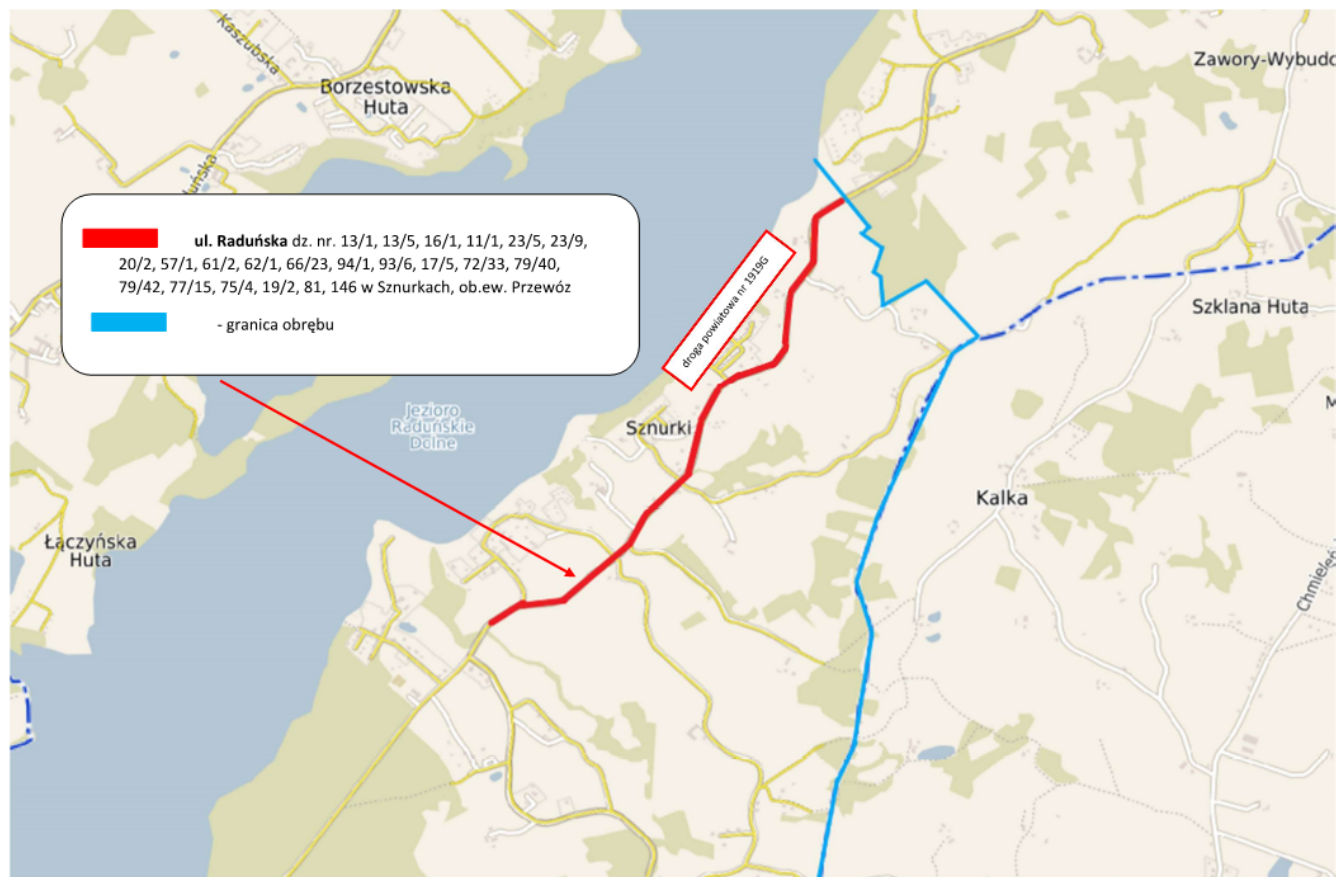 Kaszubska
Borzestowska
Huta
Zawory-Wybudo
uńska
ul. Raduńska dz. nr. 13/1, 13/5, 16/1, 11/1, 23/5, 23/9,
20/2, 57/1, 61/2, 62/1, 66/23, 94/1, 93/6, 17/5, 72/33, 79/40,
79/42, 77/15, 75/4, 19/2, 81, 146 w Sznurkach, ob.ew. Przewóz
- granica obrębu
droga powiatowa nr 1919G
Szklana Huta
M
Jezioro
Raduńskie
Dolne
Sznurki
Kalka
Łączyńska
Huta
Chmieleń